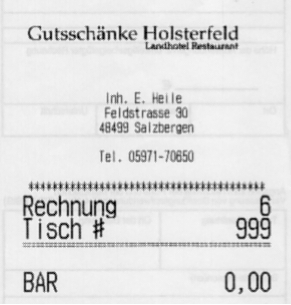 Gutsschänke Holsterfeld
Landhotel Restaurant
Inh. E. Heile
Feldstrasse 30
48499 Salzbergen
Tel. 05971-70650
***************************************
Rechnung 6
Tisch # 999
=======================================
BAR 0,00